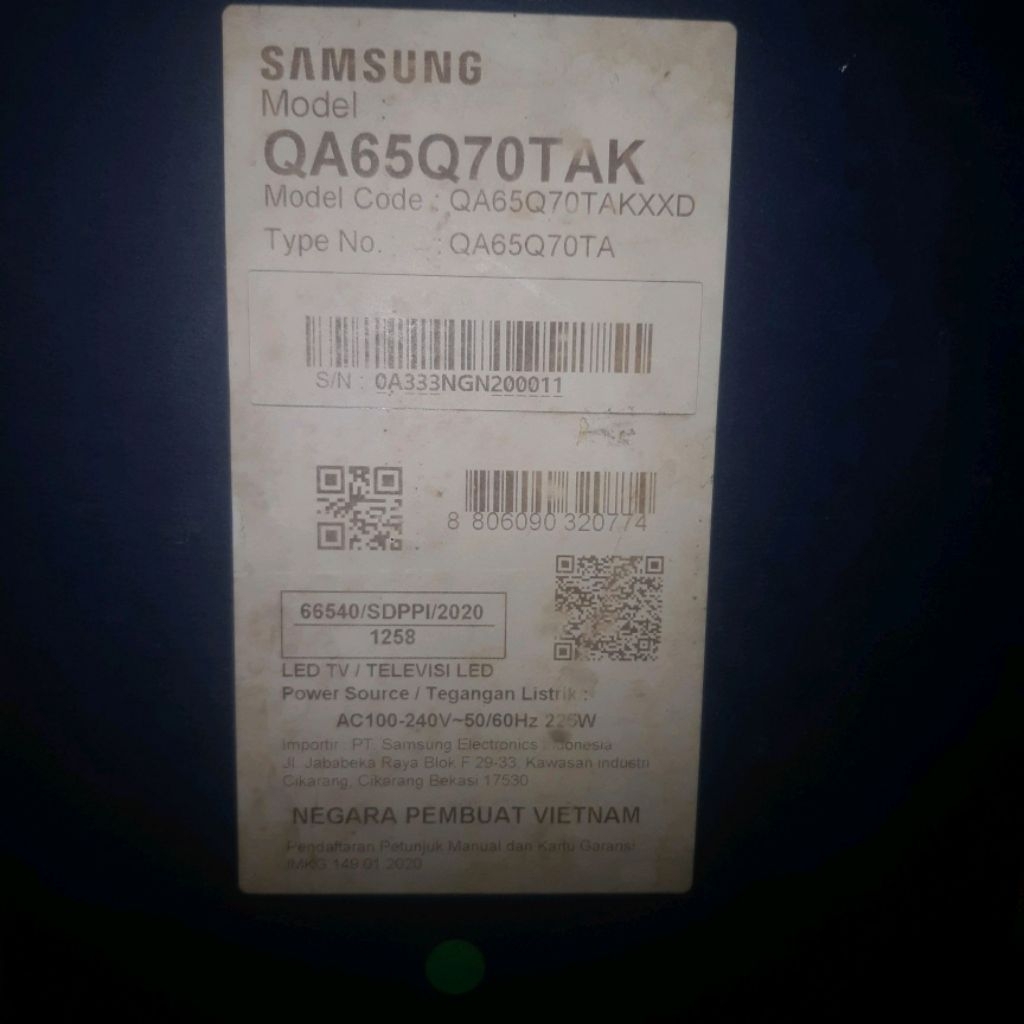 SAMSUNG
Model :
QA65Q70TAK
Model Code : QA65Q70TAKXXD
Type No. : QA65Q70TA
S/N : 0A333NGN200011
8 806090 320774
66540/SDPPI/2020
1258
LED TV / TELEVISI LED
Power Source / Tegangan Listrik :
AC100-240V~50/60Hz 225W
Importir : PT. Samsung Electronics Indonesia
Jl. Jababeka Raya Blok F 29-33, Kawasan industri
Cikarang, Cikarang Bekasi 17530
NEGARA PEMBUAT VIETNAM
Pendaftaran Petunjuk Manual dan Kartu Garansi
IMKG.149.01.2020